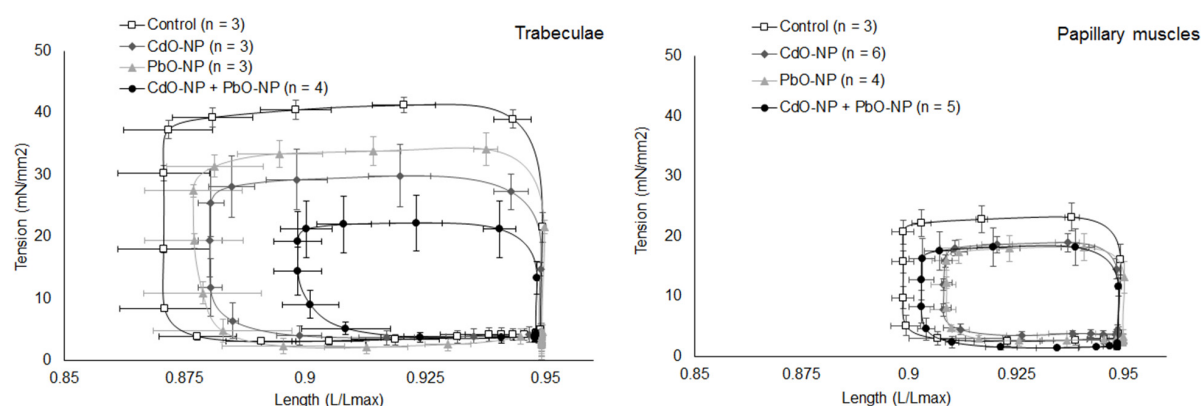 Control (n = 3)
CdO-NP (n = 3)
PbO-NP (n = 3)
CdO-NP + PbO-NP (n = 4)
Trabeculae
50
40
30
20
10
0
Tension (mN/mm2)
0.85
0.875
0.9
0.925
0.95
Length (L/Lmax)
Control (n = 3)
CdO-NP (n = 6)
PbO-NP (n = 4)
CdO-NP + PbO-NP (n = 5)
Papillary muscles
50
40
30
20
10
0
Tension (mN/mm2)
0.85
0.875
0.9
0.925
0.95
Length (L/Lmax)